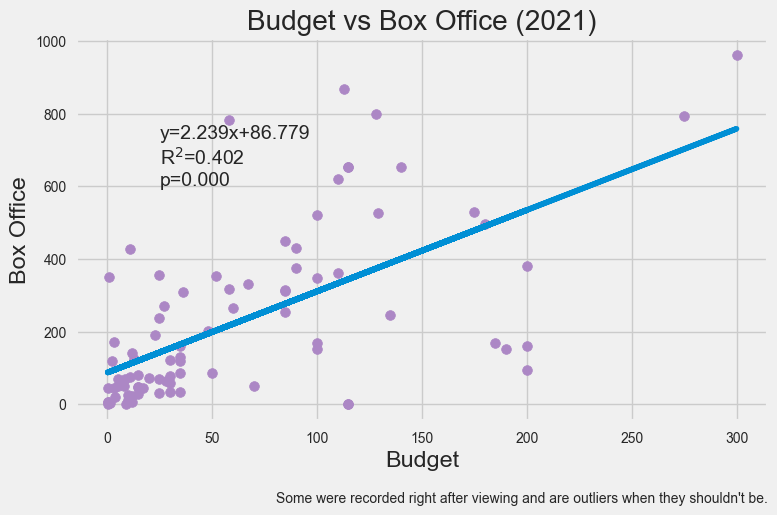 Budget vs Box Office (2021)
1000
800
600
400
200
0
Box Office
y=2.239x+86.779
R²=0.402
p=0.000
0 50 100 150 200 250 300
Budget
Some were recorded right after viewing and are outliers when they shouldn't be.